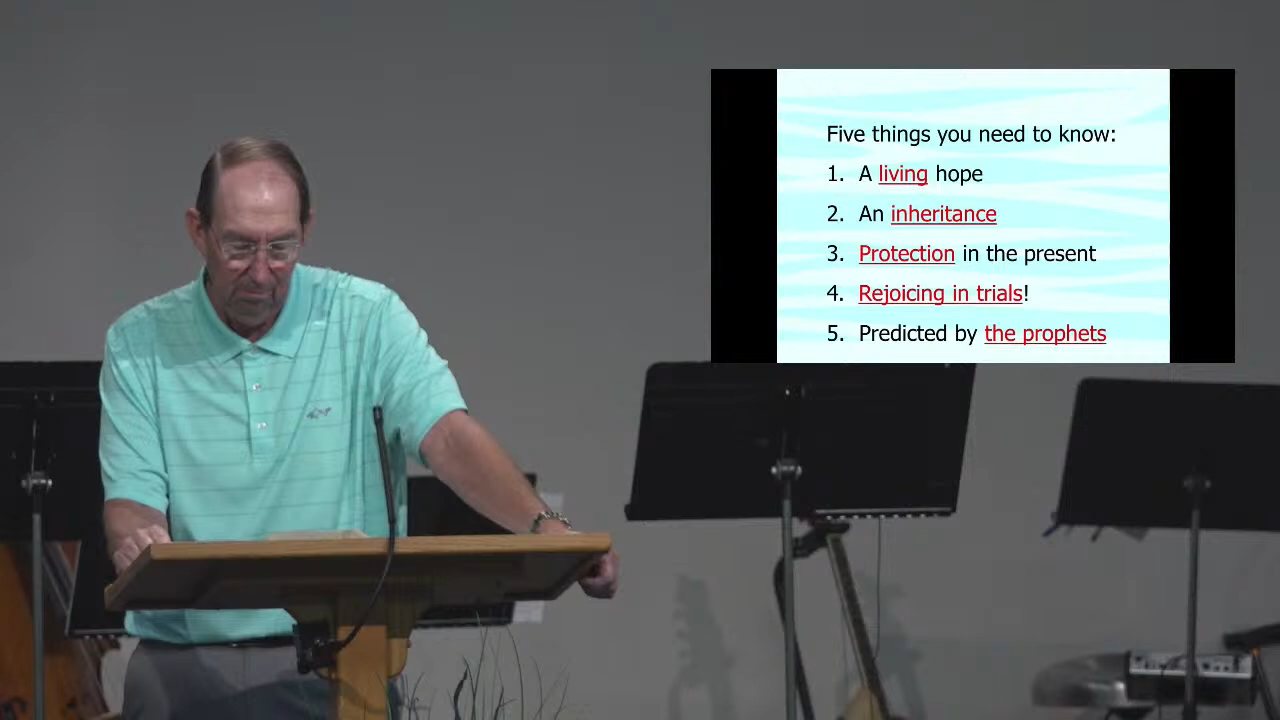 Five things you need to know:
1. A living hope
2. An inheritance
3. Protection in the present
4. Rejoicing in trials!
5. Predicted by the prophets